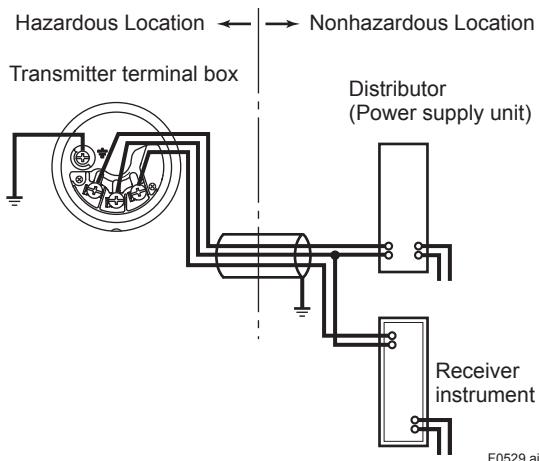 Hazardous Location
Nonhazardous Location
Transmitter terminal box
Distributor
(Power supply unit)
Receiver
instrument
F0529.ai